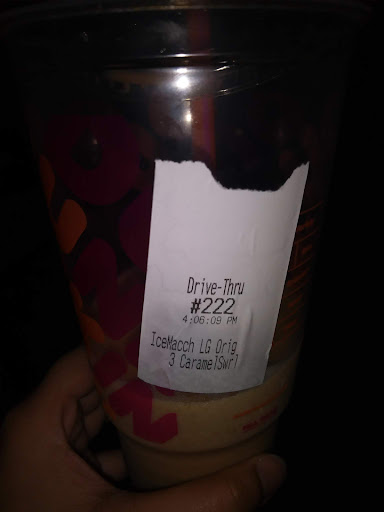 Drive-Thru
#222
4:06:09 PM
IceMacch LG Orig
3 CaramelSwrl